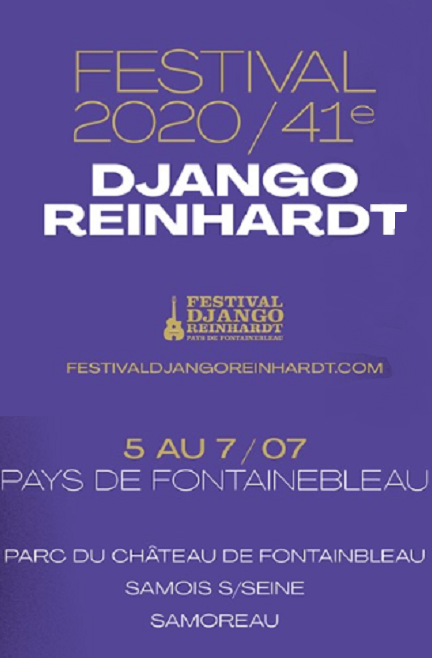 FESTIVAL
2020/41e
DJANGO
REINHARDT
FESTIVAL
DJANGO
REINHARDT
PAYS DE FONTAINEBLEAU
FESTIVALDJANGOREINHARDT.COM
5 AU 7/07
PAYS DE FONTAINEBLEAU
PARC DU CHÂTEAU DE FONTAINBLEAU
SAMOIS S/SEINE
SAMOREAU